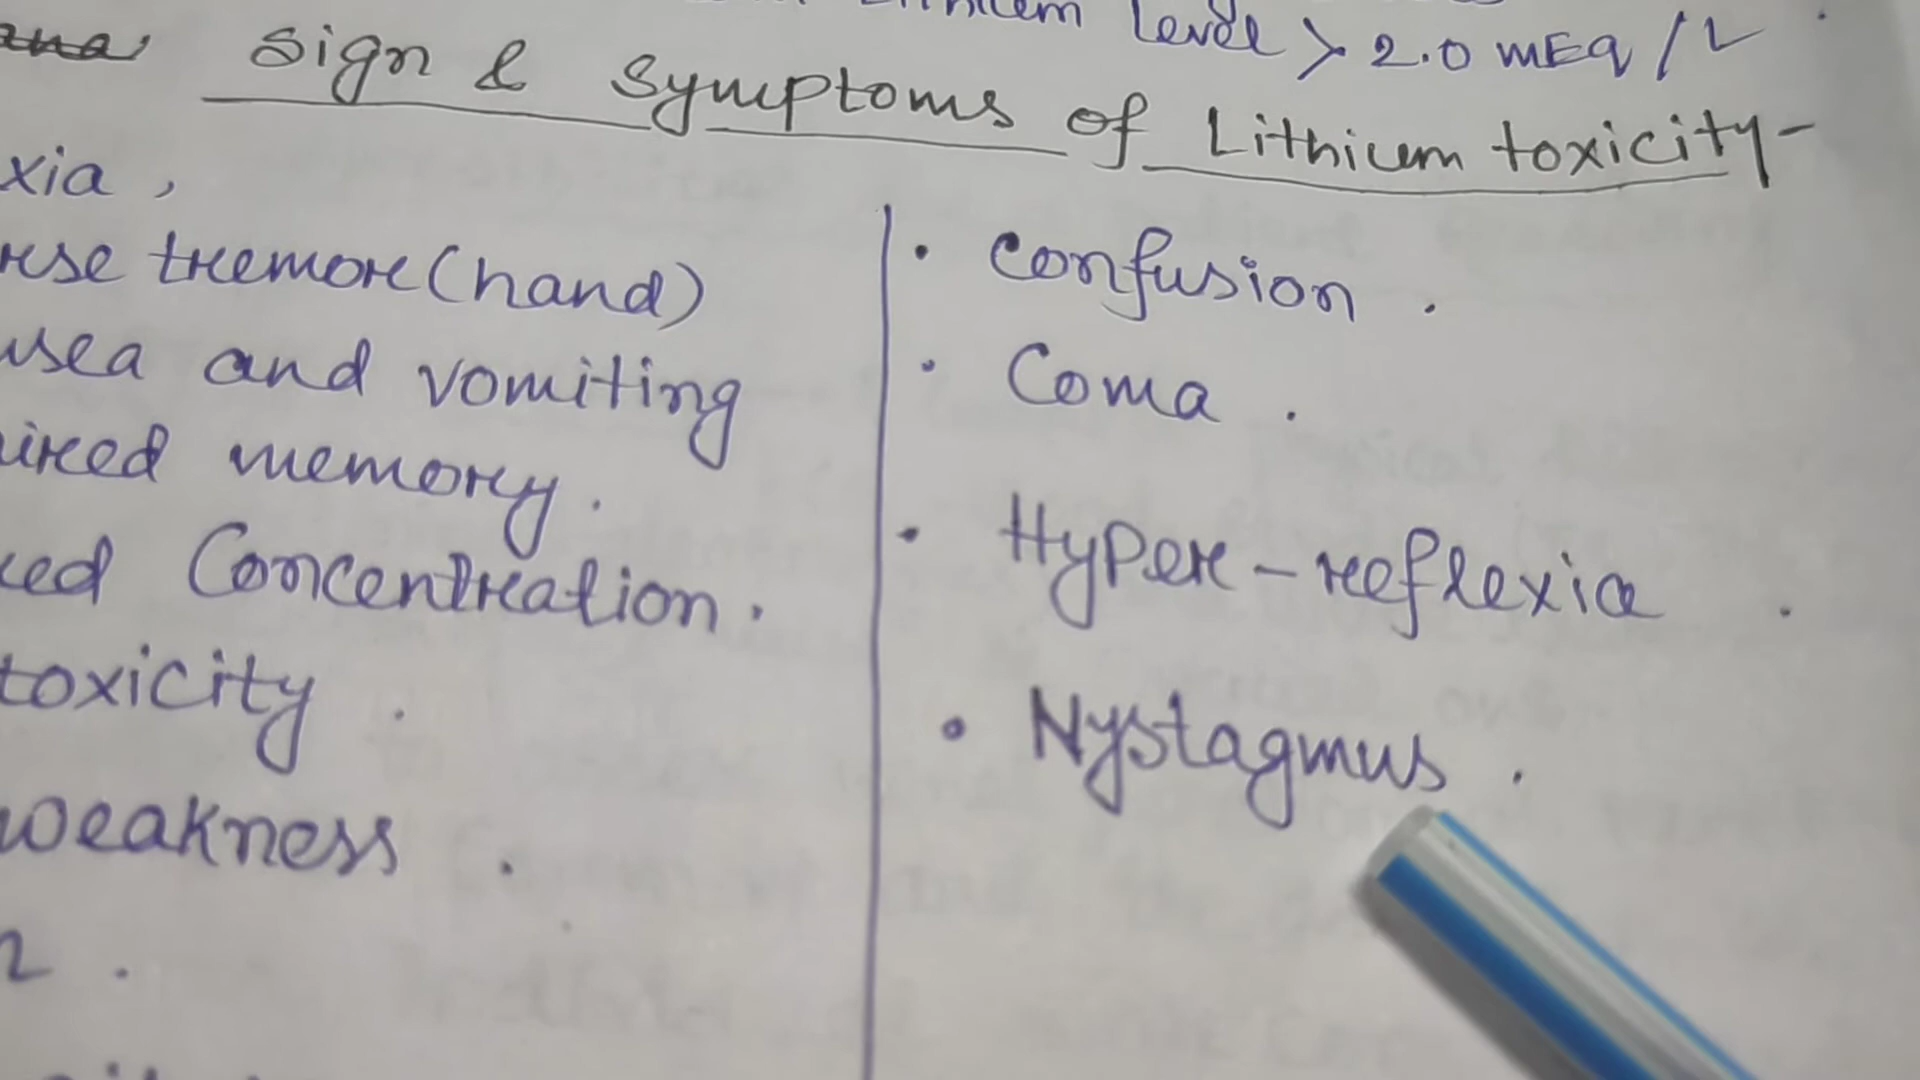 Lithium level > 2.0 mEq/L
Sign & Symptoms of Lithium toxicity-
xia,
rse tremore (hand)
usea and vomiting
ired memory.
ced Concentration.
toxicity.
weakness.
• Confusion.
• Coma.
• Hyper-reflexia.
• Nystagmus.